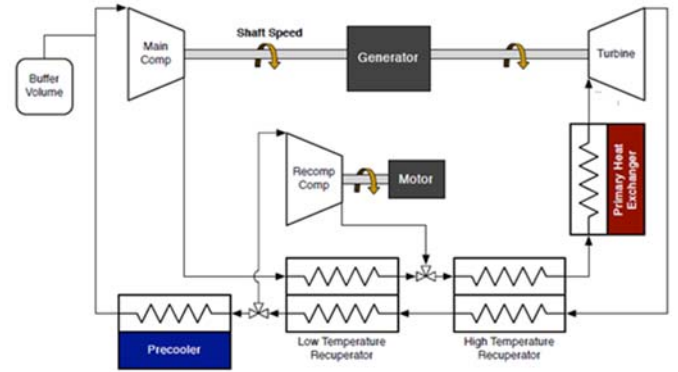 Shaft Speed
Main
Comp
Generator
Turbine
Buffer
Volume
Recomp
Comp
Motor
Primary Heat
Exchanger
Low Temperature
Recuperator
High Temperature
Recuperator
Precooler